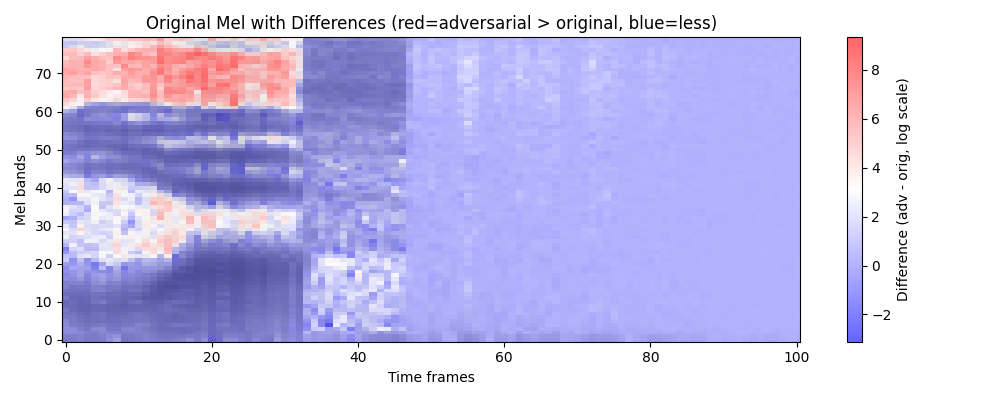 Original Mel with Differences (red=adversarial > original, blue=less)
Mel bands
70
60
50
40
30
20
10
0
0 20 40 60 80 100
Time frames
8
6
4
2
0
−2
Difference (adv - orig, log scale)